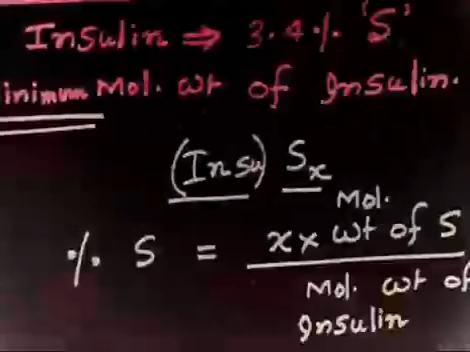 Insulin ⇒ 3.4% 'S'
inimum Mol. wt of Insulin.
(Insu) Sx
% S = x x Mol. wt of S
Mol. wt of
Insulin